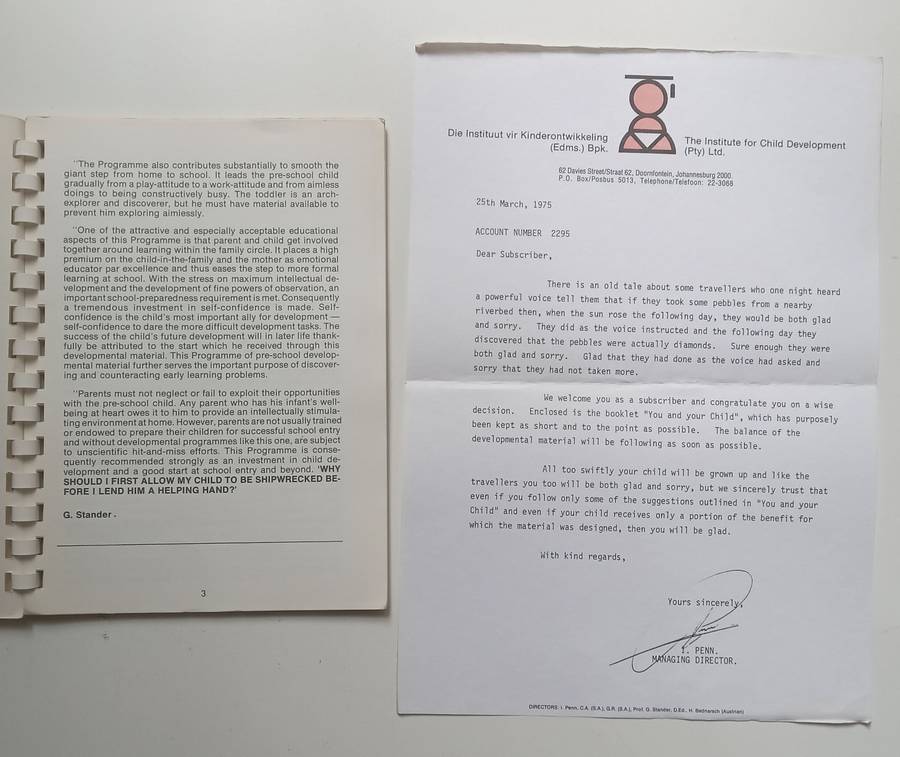 "The Programme also contributes substantially to smooth the
giant step from home to school. It leads the pre-school child
gradually from a play-attitude to a work-attitude and from aimless
doings to being constructively busy. The toddler is an arch-
explorer and discoverer, but he must have material available to
prevent him exploring aimlessly.
"One of the attractive and especially acceptable educational
aspects of this Programme is that parent and child get involved
together around learning within the family circle. It places a high
premium on the child-in-the-family and the mother as emotional
educator par excellence and thus eases the step to more formal
learning at school. With the stress on maximum intellectual de-
velopment and the development of fine powers of observation, an
important school-preparedness requirement is met. Consequently
a tremendous investment in self-confidence is made. Self-
confidence is the child's most important ally for development —
self-confidence to dare the more difficult development tasks. The
success of the child's future development will in later life thank-
fully be attributed to the start which he received through this
developmental material. This Programme of pre-school develop-
mental material further serves the important purpose of discover-
ing and counteracting early learning problems.
"Parents must not neglect or fail to exploit their opportunities
with the pre-school child. Any parent who has his infant's well-
being at heart owes it to him to provide an intellectually stimula-
ting environment at home. However, parents are not usually trained
or endowed to prepare their children for successful school entry
and without developmental programmes like this one, are subject
to unscientific hit-and-miss efforts. This Programme is conse-
quently recommended strongly as an investment in child de-
velopment and a good start at school entry and beyond. 'WHY
SHOULD I FIRST ALLOW MY CHILD TO BE SHIPWRECKED BE-
FORE I LEND HIM A HELPING HAND?'
G. Stander.
3
Die Instituut vir Kinderontwikkeling
(Edms.) Bpk.
The Institute for Child Development
(Pty) Ltd.
62 Davies Street/Straat 62, Doornfontein, Johannesburg 2000.
P.O. Box/Posbus 5013, Telephone/Telefoon: 22-3068
25th March, 1975
ACCOUNT NUMBER 2295
Dear Subscriber,
There is an old tale about some travellers who one night heard
a powerful voice tell them that if they took some pebbles from a nearby
riverbed then, when the sun rose the following day, they would be both glad
and sorry. They did as the voice instructed and the following day they
discovered that the pebbles were actually diamonds. Sure enough they were
both glad and sorry. Glad that they had done as the voice had asked and
sorry that they had not taken more.
We welcome you as a subscriber and congratulate you on a wise
decision. Enclosed is the booklet "You and your Child", which has purposely
been kept as short and to the point as possible. The balance of the
developmental material will be following as soon as possible.
All too swiftly your child will be grown up and like the
travellers you too will be both glad and sorry, but we sincerely trust that
even if you follow only some of the suggestions outlined in "You and your
Child" and even if your child receives only a portion of the benefit for
which the material was designed, then you will be glad.
With kind regards,
Yours sincerely,
I. PENN.
MANAGING DIRECTOR.
DIRECTORS: I. Penn, C.A. (S.A.), G.R. (S.A.), Prof. G. Stander, D.Ed., H. Bednarsch (Austrian)